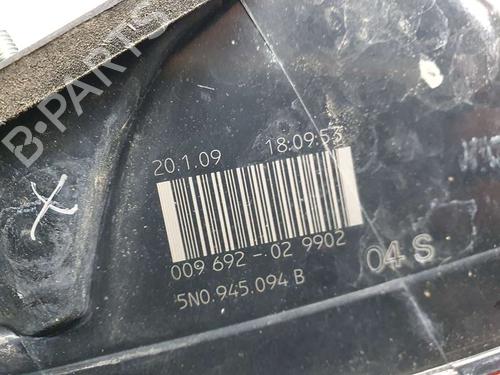 B-PARTS
20.1.09 18:09:53
009 692 - 02 9902
04 S
5N0.945.094 B